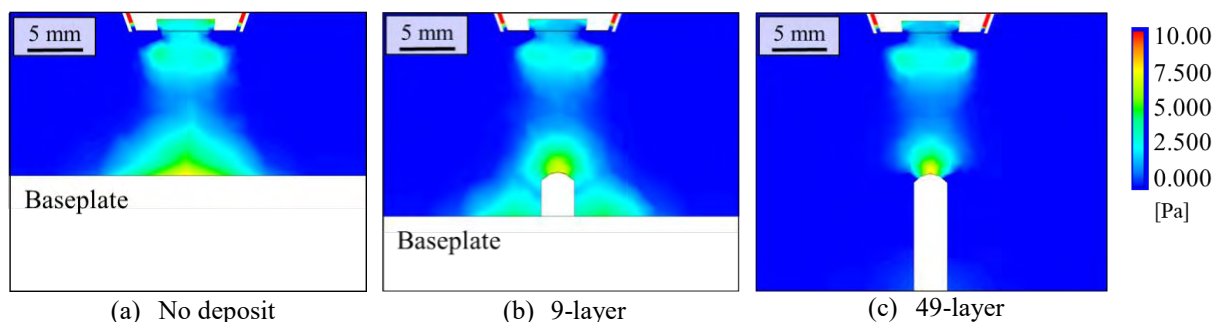 5 mm
5 mm
5 mm
10.00
7.500
5.000
2.500
0.000
[Pa]
Baseplate
Baseplate
(a) No deposit
(b) 9-layer
(c) 49-layer